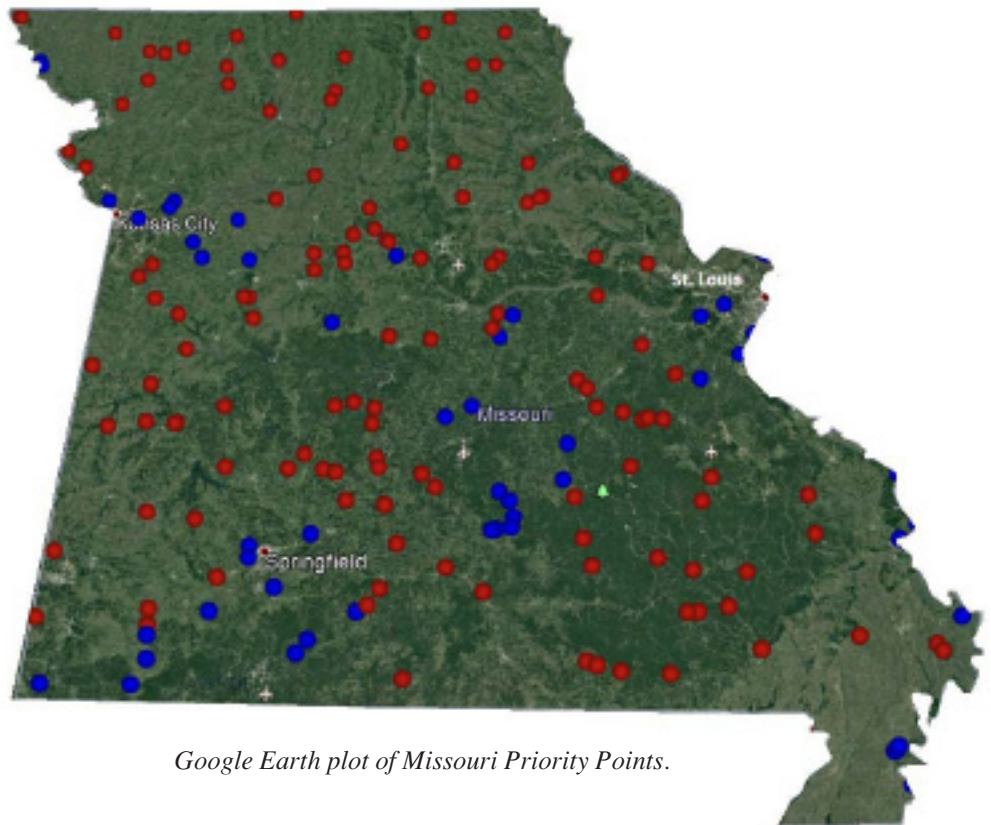 Kansas City
St. Louis
Missouri
Springfield
Google Earth plot of Missouri Priority Points.